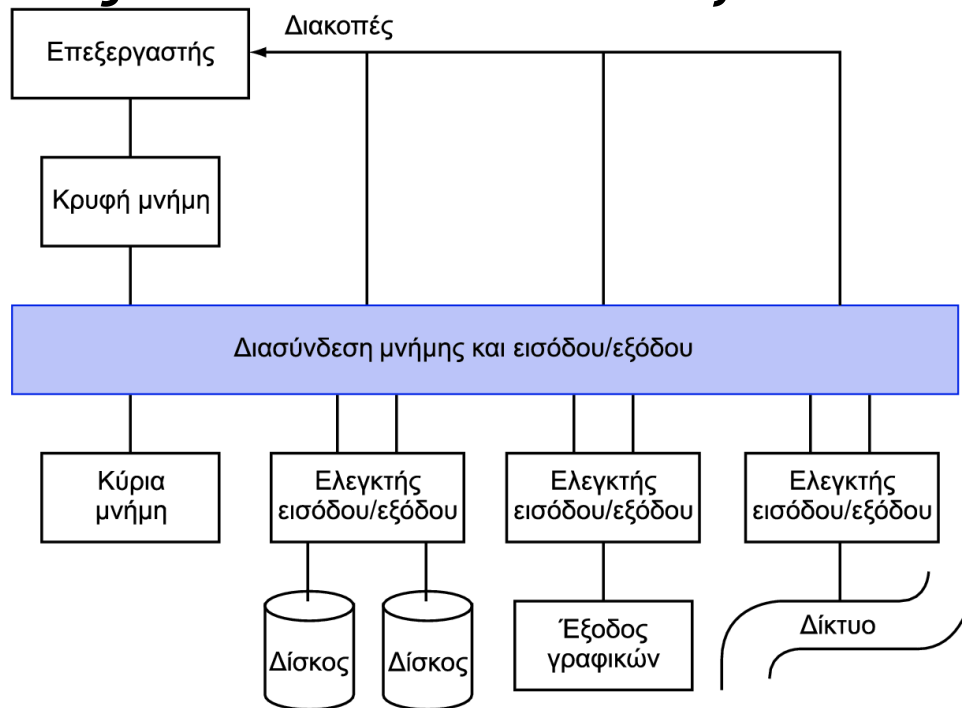 Διακοπές
Επεξεργαστής
Κρυφή μνήμη
Διασύνδεση μνήμης και εισόδου/εξόδου
Κύρια
μνήμη
Ελεγκτής
εισόδου/εξόδου
Ελεγκτής
εισόδου/εξόδου
Ελεγκτής
εισόδου/εξόδου
Δίσκος
Δίσκος
Έξοδος
γραφικών
Δίκτυο